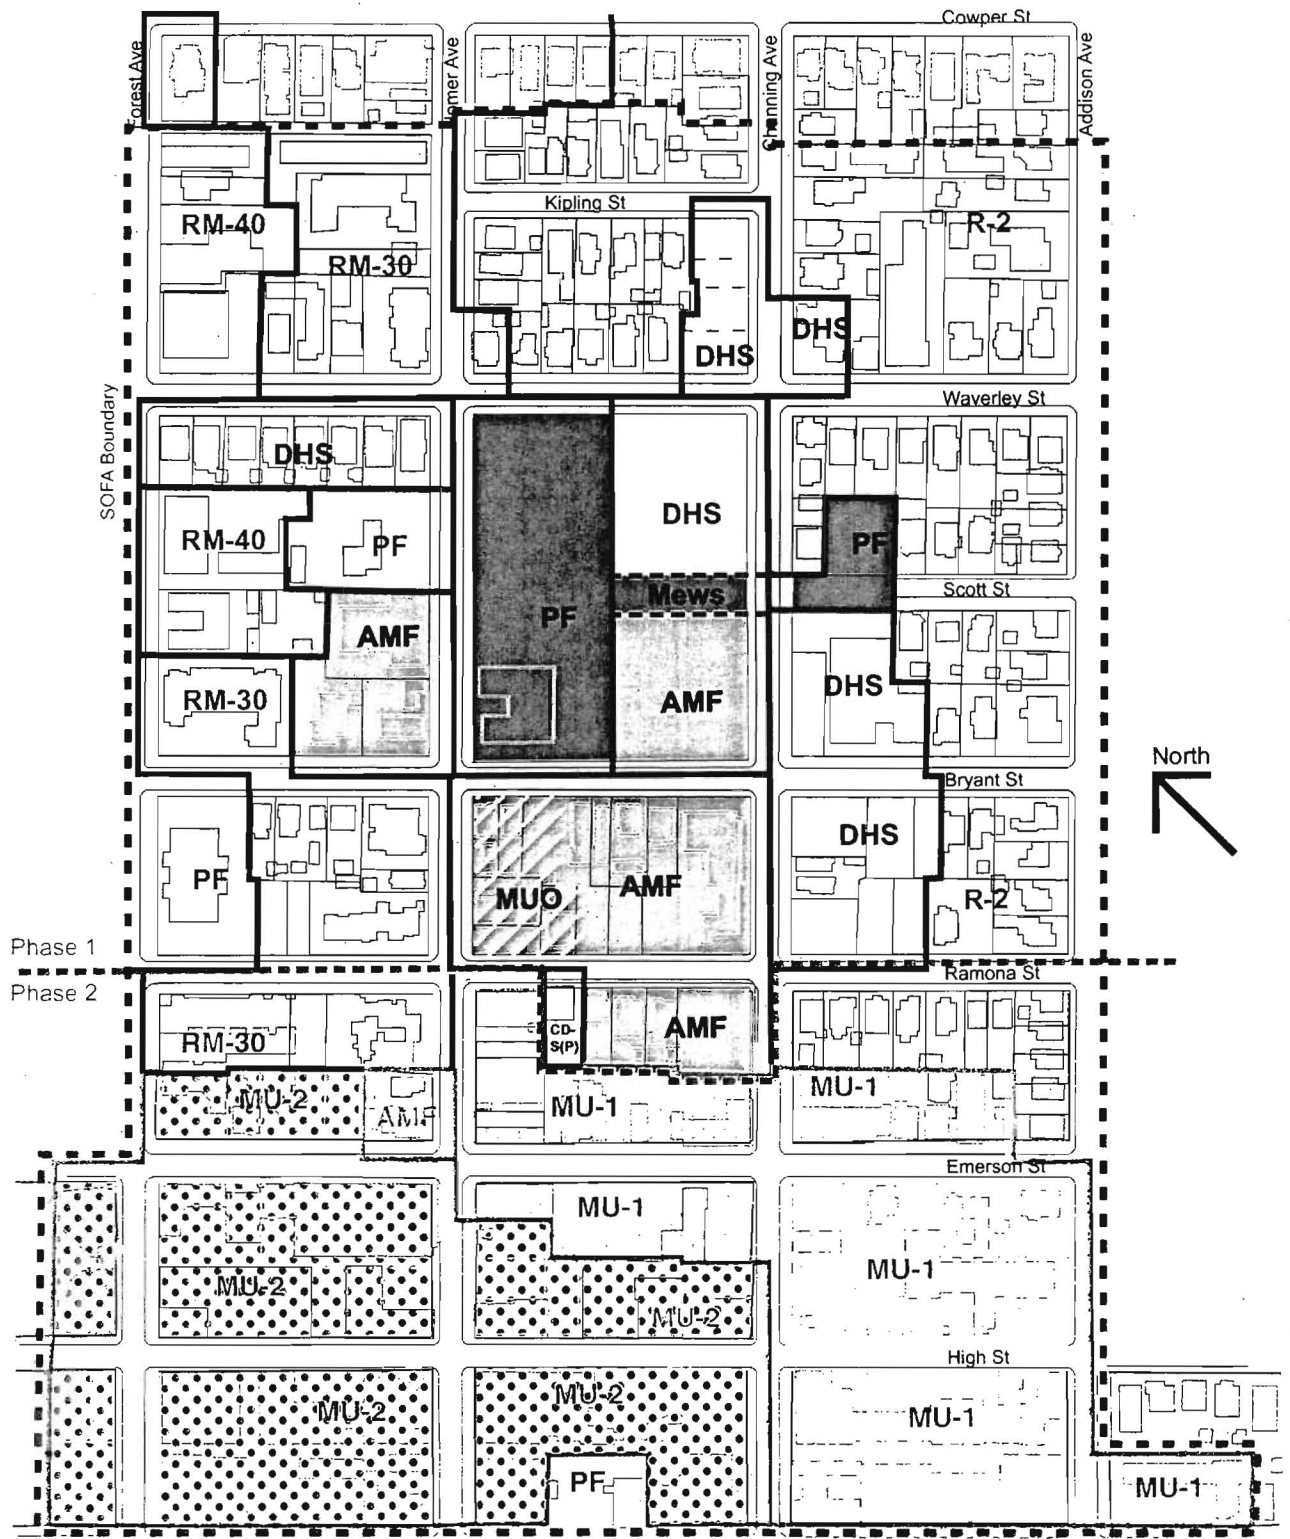 Cowper St
Forest Ave
Homer Ave
Channing Ave
Addison Ave
Kipling St
RM-40
R-2
RM-30
DHS
DHS
Waverley St
SOFA Boundary
DHS
DHS
RM-40
PF
PF
Mews
Scott St
PF
AMF
DHS
RM-30
AMF
North
Bryant St
DHS
PF
MUO
AMF
R-2
Phase 1
Ramona St
Phase 2
CD-
S(P)
AMF
RM-30
MU-2
MU-1
MU-1
AMF
Emerson St
MU-1
MU-2
MU-1
MU-2
High St
MU-2
MU-2
MU-1
PF
MU-1